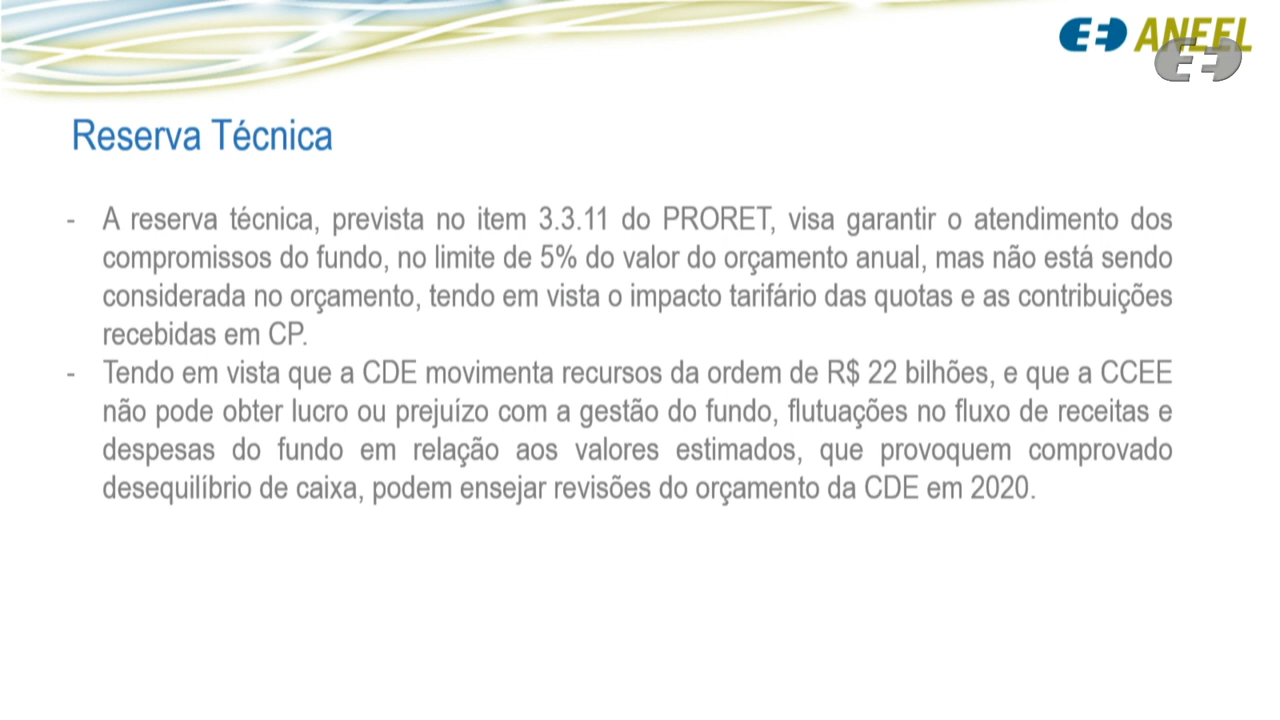 ANEEL
Reserva Técnica
- A reserva técnica, prevista no item 3.3.11 do PRORET, visa garantir o atendimento dos
compromissos do fundo, no limite de 5% do valor do orçamento anual, mas não está sendo
considerada no orçamento, tendo em vista o impacto tarifário das quotas e as contribuições
recebidas em CP.
- Tendo em vista que a CDE movimenta recursos da ordem de R$ 22 bilhões, e que a CCEE
não pode obter lucro ou prejuízo com a gestão do fundo, flutuações no fluxo de receitas e
despesas do fundo em relação aos valores estimados, que provoquem comprovado
desequilíbrio de caixa, podem ensejar revisões do orçamento da CDE em 2020.